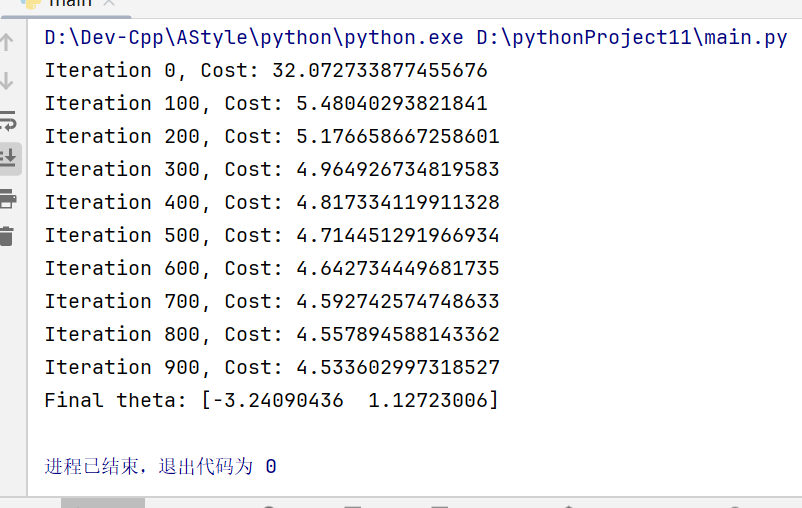 main
D:\Dev-Cpp\AStyle\python\python.exe D:\pythonProject11\main.py
Iteration 0, Cost: 32.072733877455676
Iteration 100, Cost: 5.48040293821841
Iteration 200, Cost: 5.176658667258601
Iteration 300, Cost: 4.964926734819583
Iteration 400, Cost: 4.817334119911328
Iteration 500, Cost: 4.714451291966934
Iteration 600, Cost: 4.642734449681735
Iteration 700, Cost: 4.592742574748633
Iteration 800, Cost: 4.557894588143362
Iteration 900, Cost: 4.533602997318527
Final theta: [-3.24090436  1.12723006]
进程已结束，退出代码为 0